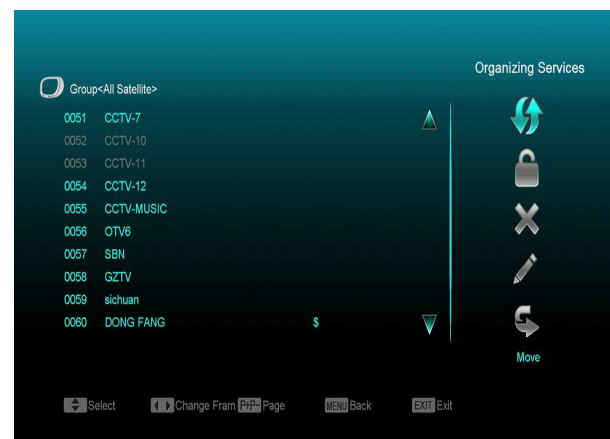 Organizing Services
Group<All Satellite>
0051 CCTV-7
0052 CCTV-10
0053 CCTV-11
0054 CCTV-12
0055 CCTV-MUSIC
0056 OTV6
0057 SBN
0058 GZTV
0059 sichuan
0060 DONG FANG $
Move
Select Change Fram P+P- Page MENU Back EXIT Exit